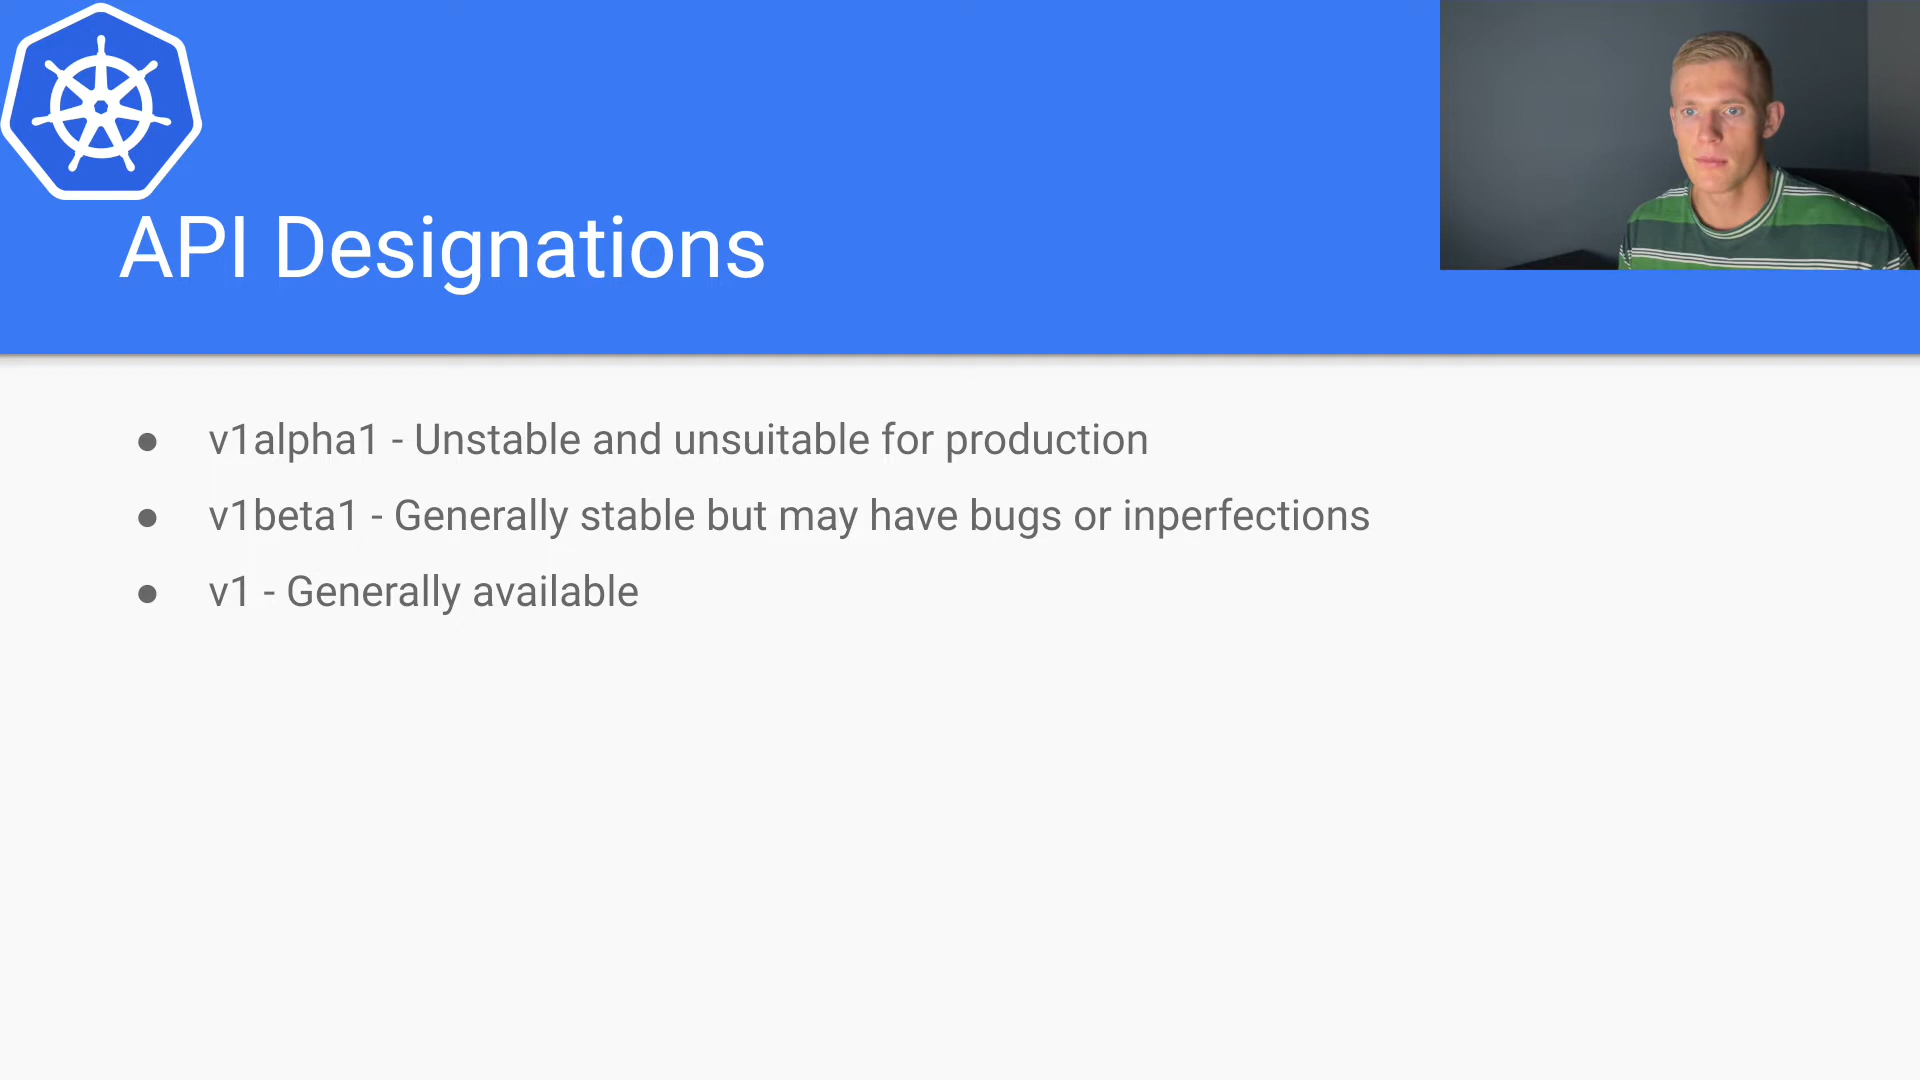 API Designations
● v1alpha1 - Unstable and unsuitable for production
● v1beta1 - Generally stable but may have bugs or inperfections
● v1 - Generally available